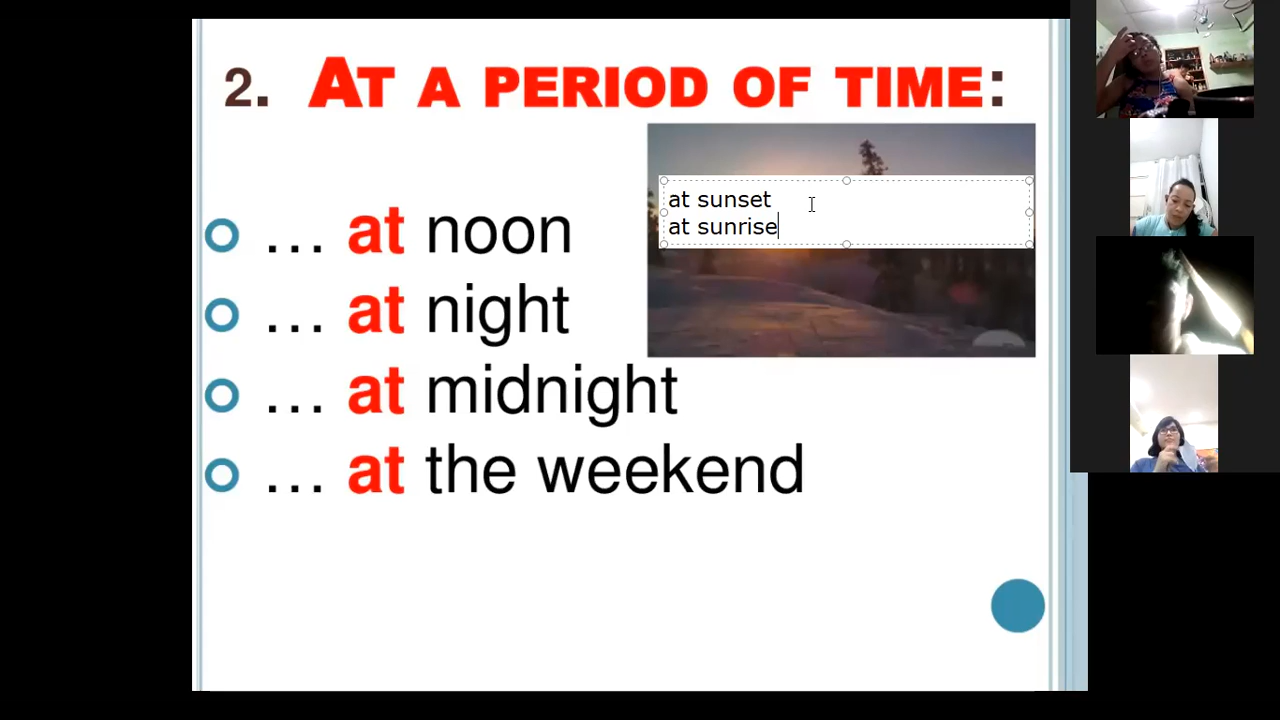 2. AT A PERIOD OF TIME:
at sunset
at sunrise
... at noon
... at night
... at midnight
... at the weekend